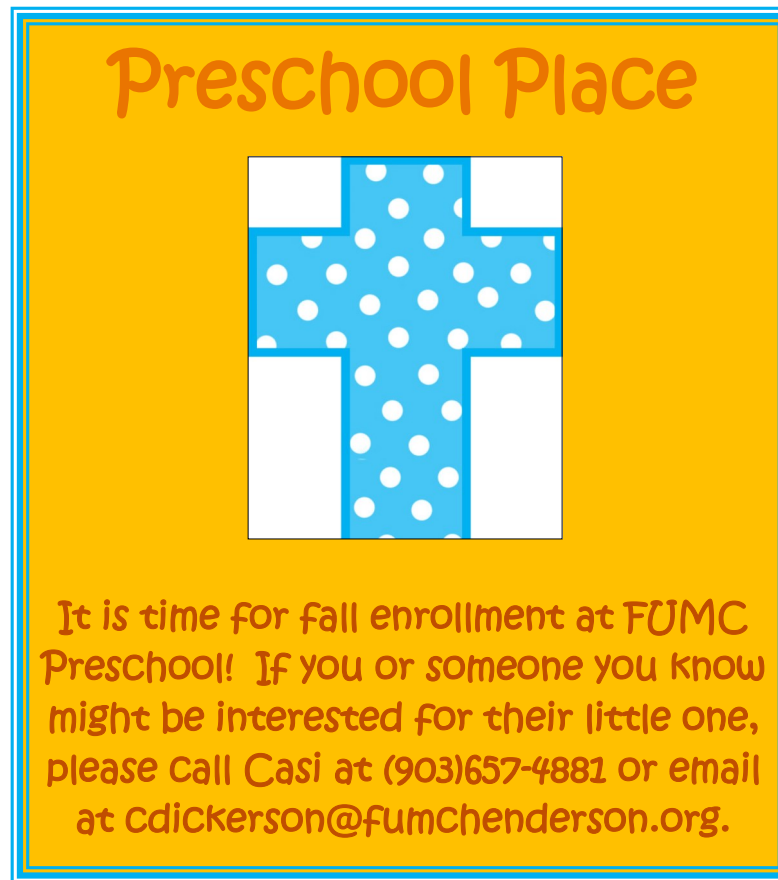 Preschool Place
It is time for fall enrollment at FUMC
Preschool!  If you or someone you know
might be interested for their little one,
please call Casi at (903)657-4881 or email
at cdickerson@fumchenderson.org.